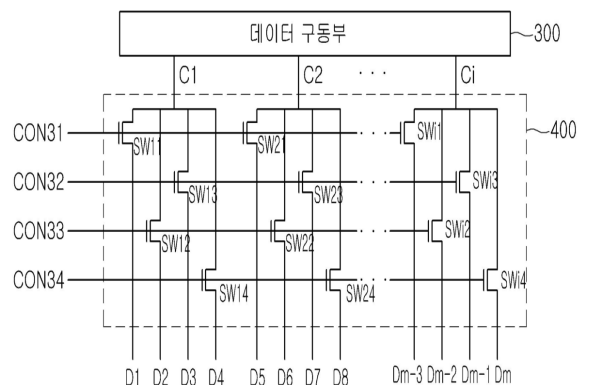 데이터 구동부
300
C1 C2 · · · Ci
CON31 SW11 SW21 · · · SWi1 400
CON32 SW13 SW23 · · · SWi3
CON33 SW12 SW22 · · · SWi2
CON34 SW14 SW24 · · · SWi4
D1 D2 D3 D4 D5 D6 D7 D8 Dm-3 Dm-2 Dm-1 Dm